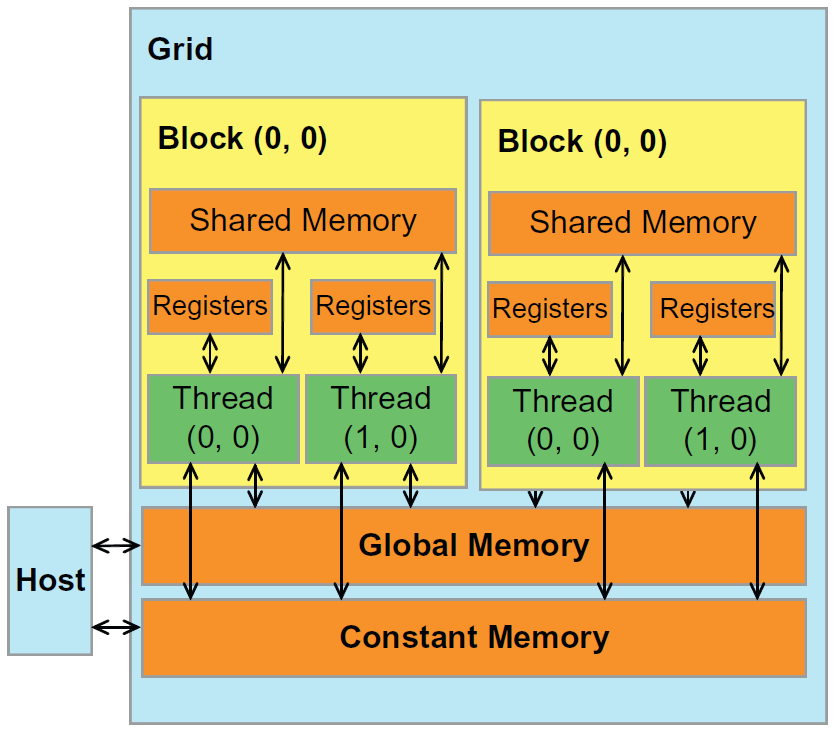 Grid
Block (0, 0)
Shared Memory
Registers
Registers
Thread
(0, 0)
Thread
(1, 0)
Block (0, 0)
Shared Memory
Registers
Registers
Thread
(0, 0)
Thread
(1, 0)
Host
Global Memory
Constant Memory